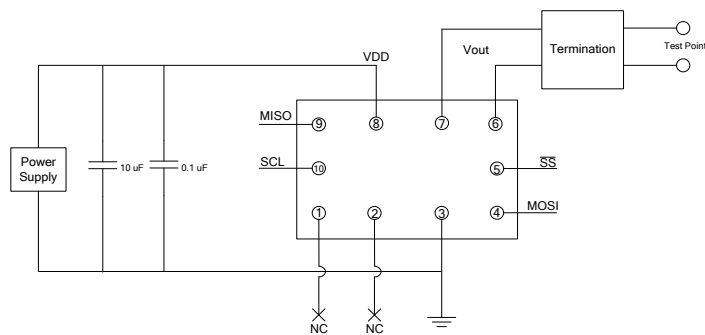 VDD
Vout
Termination
Test Point
MISO
9
8
7
6
Power
Supply
10 uF
0.1 uF
SCL
10
5
SS
1
2
3
4
MOSI
NC
NC